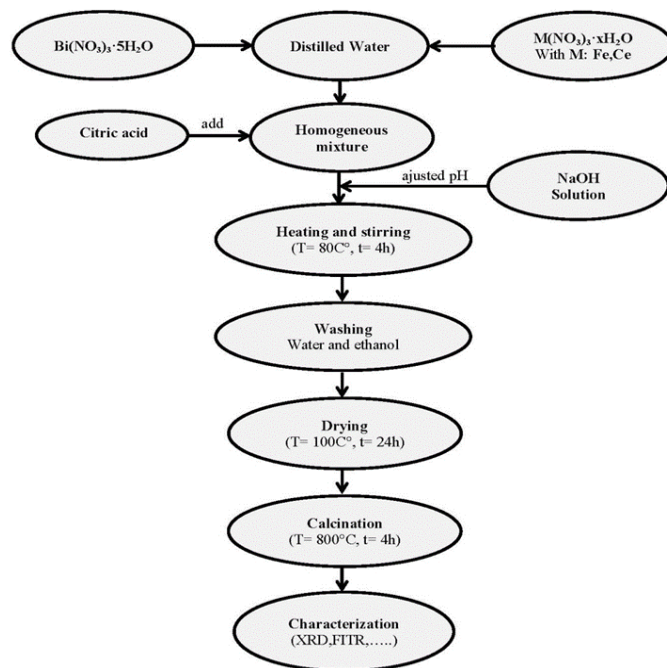 Bi(NO₃)₃·5H₂O
Distilled Water
M(NO₃)₃·xH₂O
With M: Fe,Ce
Citric acid
add
Homogeneous
mixture
ajusted pH
NaOH
Solution
Heating and stirring
(T= 80C°, t= 4h)
Washing
Water and ethanol
Drying
(T= 100C°, t= 24h)
Calcination
(T= 800°C, t= 4h)
Characterization
(XRD,FITR,…..)